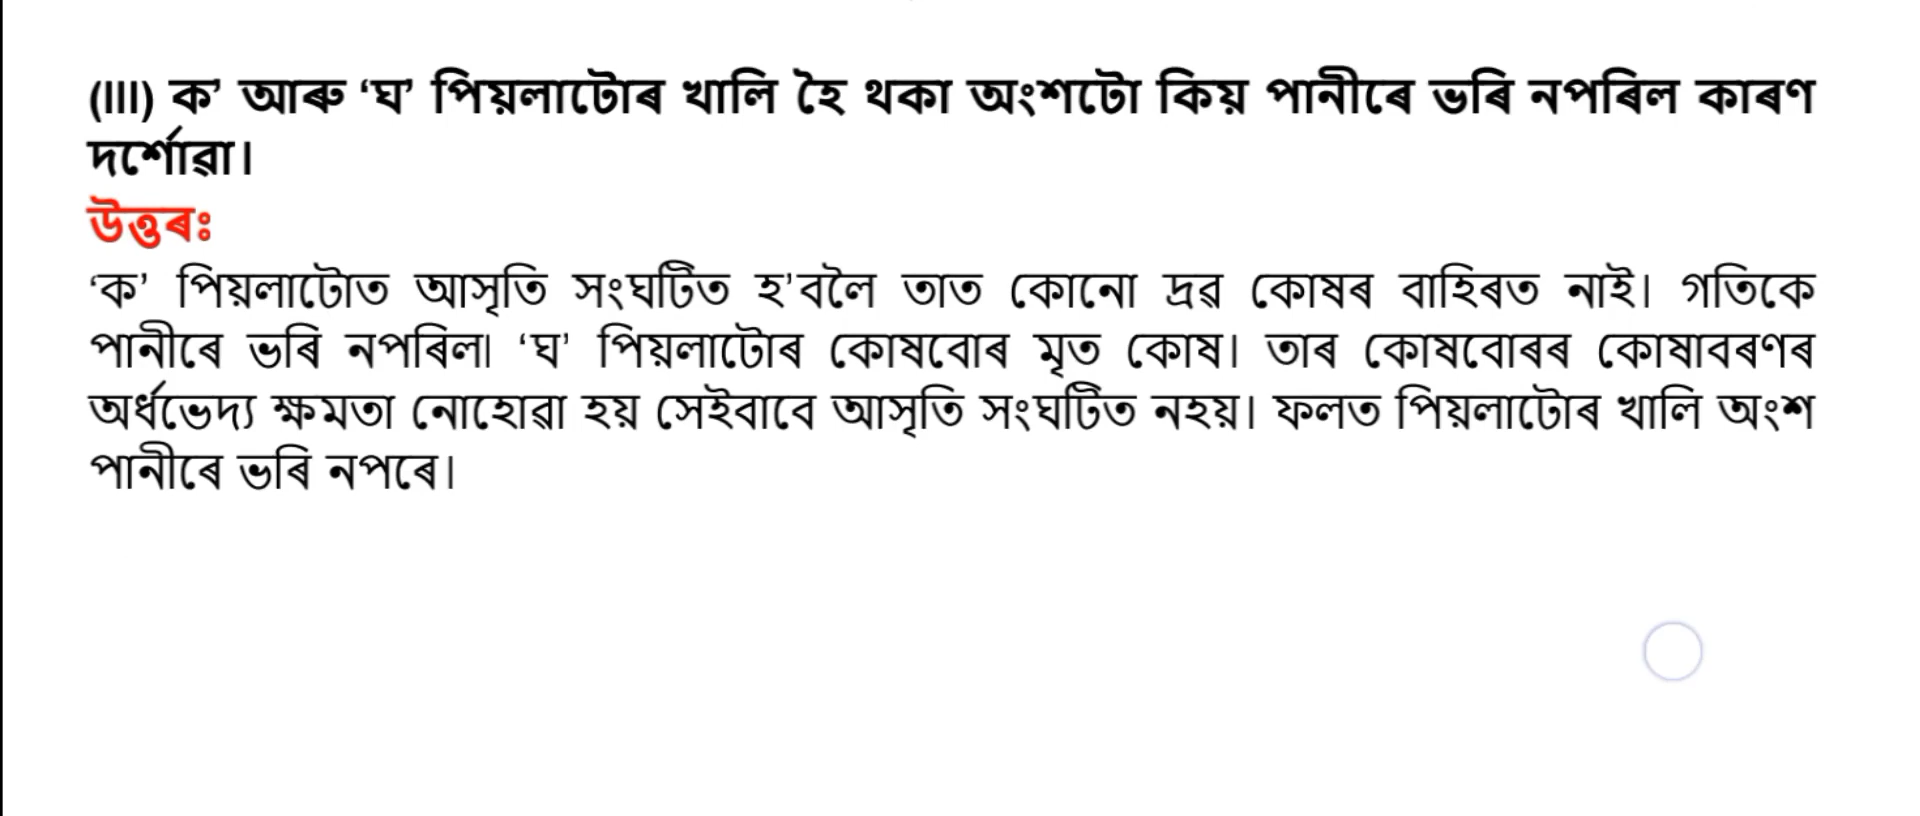 (III) ক’ আৰু ‘ঘ’ পিয়লাটোৰ খালি হৈ থকা অংশটো কিয় পানীৰে ভৰি নপৰিল কাৰণ
দৰ্শোৱা।
উত্তৰঃ
‘ক’ পিয়লাটোত আসৃতি সংঘটিত হ’বলৈ তাত কোনো দ্ৰৱ কোষৰ বাহিৰত নাই। গতিকে
পানীৰে ভৰি নপৰিল৷ ‘ঘ’ পিয়লাটোৰ কোষবোৰ মৃত কোষ। তাৰ কোষবোৰৰ কোষাবৰণৰ
অৰ্ধভেদ্য ক্ষমতা নোহোৱা হয় সেইবাবে আসৃতি সংঘটিত নহয়। ফলত পিয়লাটোৰ খালি অংশ
পানীৰে ভৰি নপৰে।